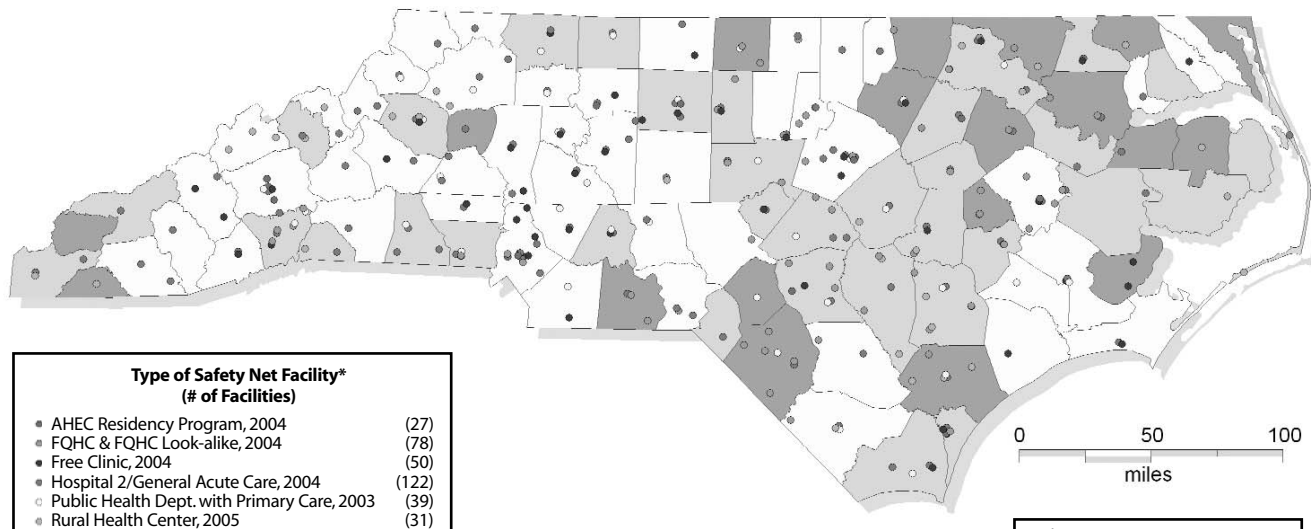 Type of Safety Net Facility*
(# of Facilities)
AHEC Residency Program, 2004 (27)
FQHC & FQHC Look-alike, 2004 (78)
Free Clinic, 2004 (50)
Hospital 2/General Acute Care, 2004 (122)
Public Health Dept. with Primary Care, 2003 (39)
Rural Health Center, 2005 (31)
0 50 100
miles